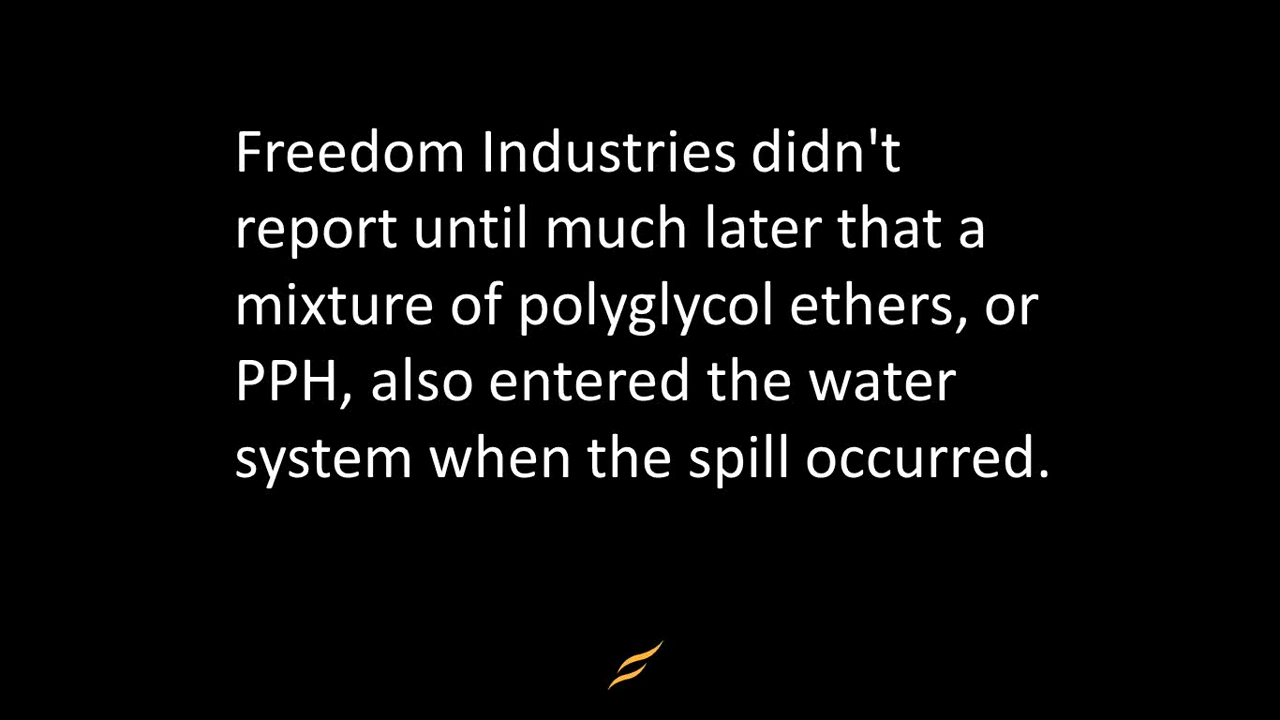 Freedom Industries didn't
report until much later that a
mixture of polyglycol ethers, or
PPH, also entered the water
system when the spill occurred.